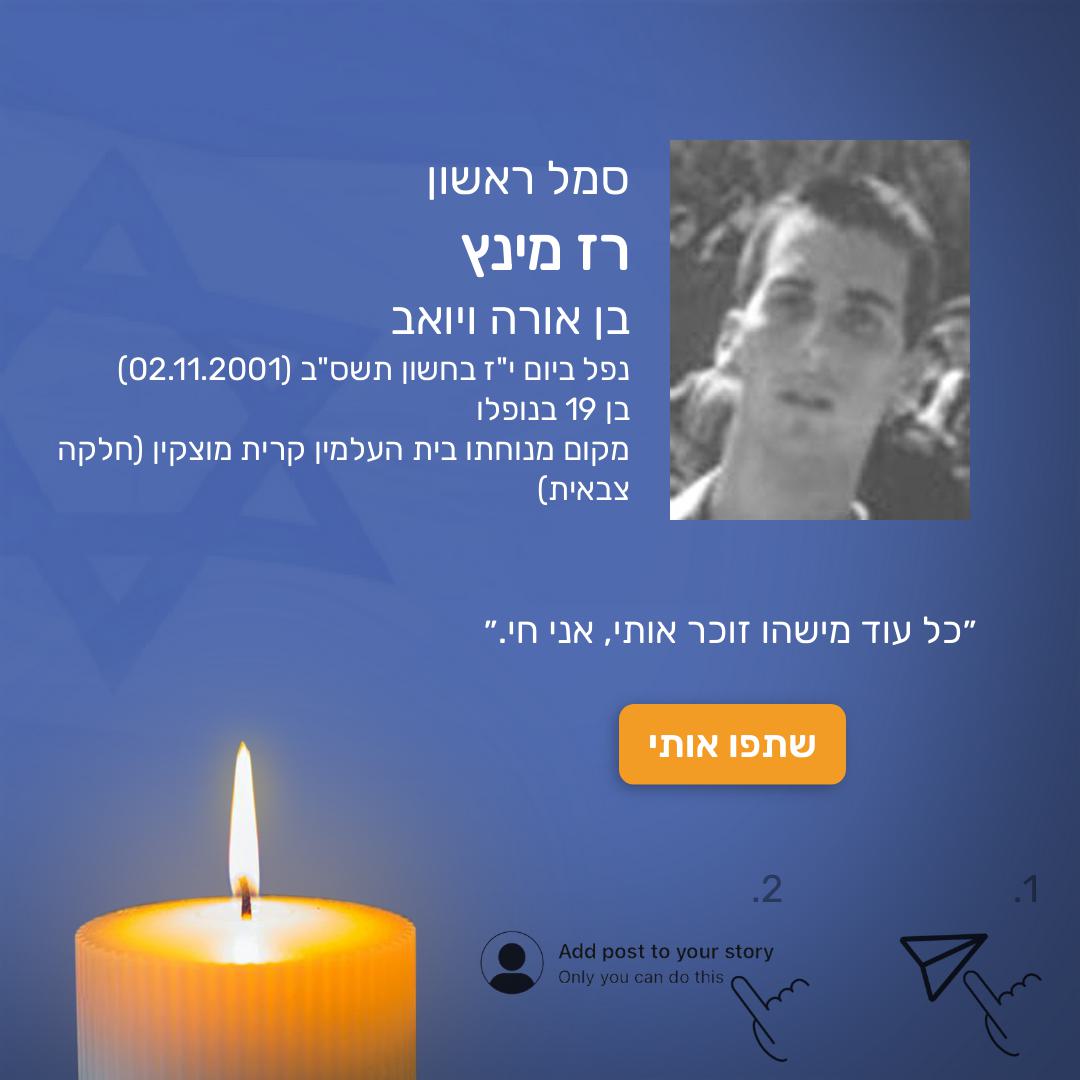 סמל ראשון
רז מינץ
בן אורה ויואב
נפל ביום י"ז בחשון תשס"ב (02.11.2001)
בן 19 בנופלו
מקום מנוחתו בית העלמין קרית מוצקין (חלקה
צבאית)
״כל עוד מישהו זוכר אותי, אני חי.״
שתפו אותי
1.
2.
Add post to your story
Only you can do this